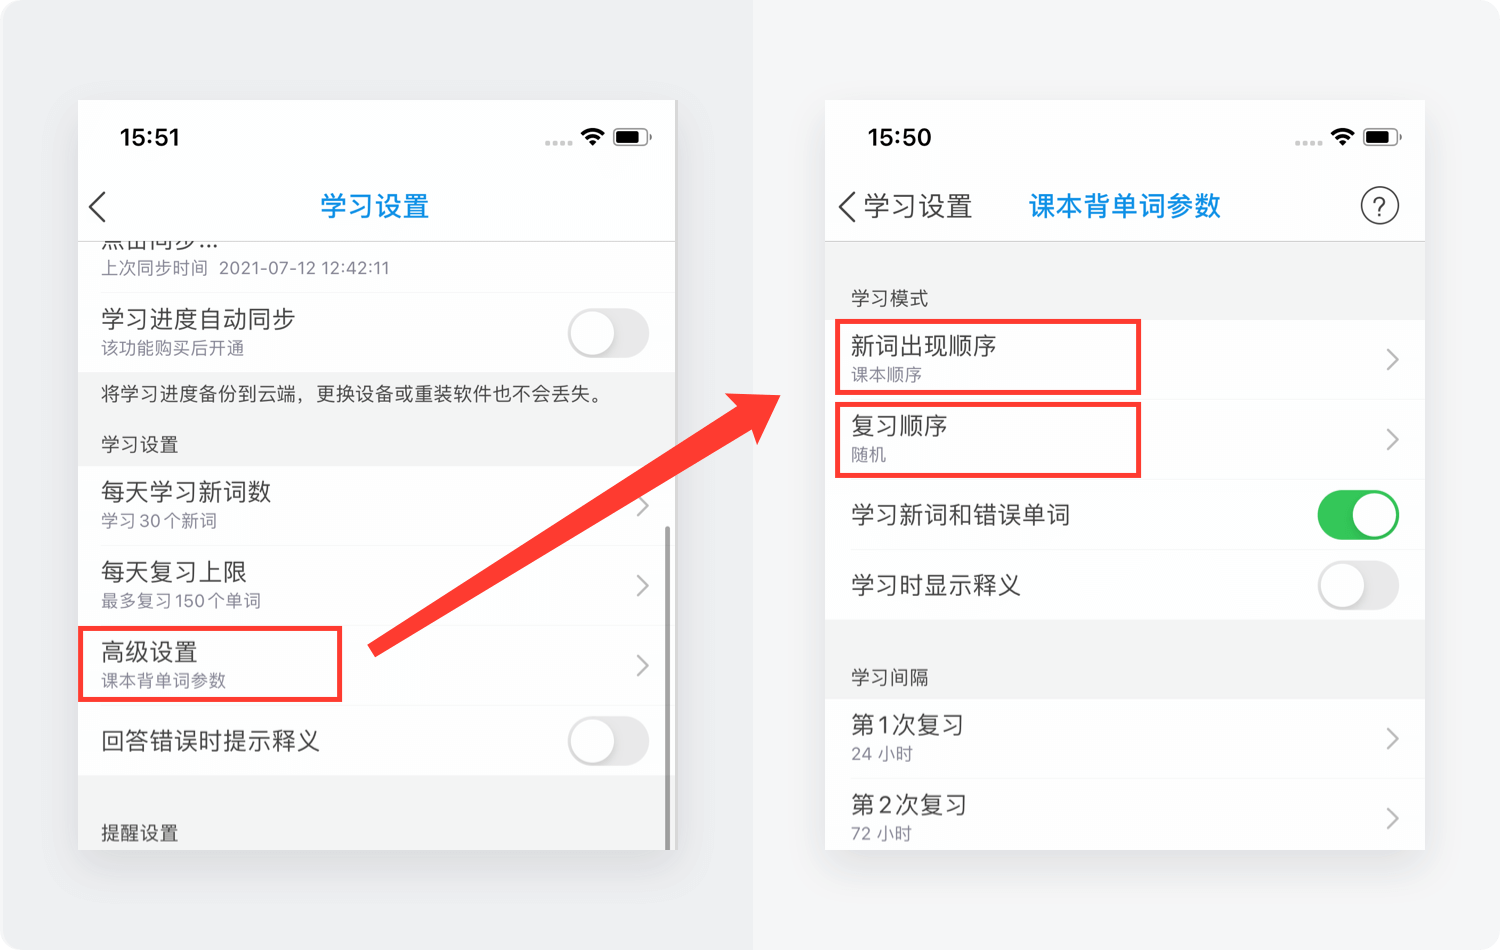 15:51
学习设置
点击同步...
上次同步时间 2021-07-12 12:42:11
学习进度自动同步
该功能购买后开通
将学习进度备份到云端，更换设备或重装软件也不会丢失。
学习设置
每天学习新词数
学习30个新词
每天复习上限
最多复习150个单词
高级设置
课本背单词参数
回答错误时提示释义
提醒设置
15:50
学习设置
课本背单词参数
?
学习模式
新词出现顺序
课本顺序
复习顺序
随机
学习新词和错误单词
学习时显示释义
学习间隔
第1次复习
24 小时
第2次复习
72 小时